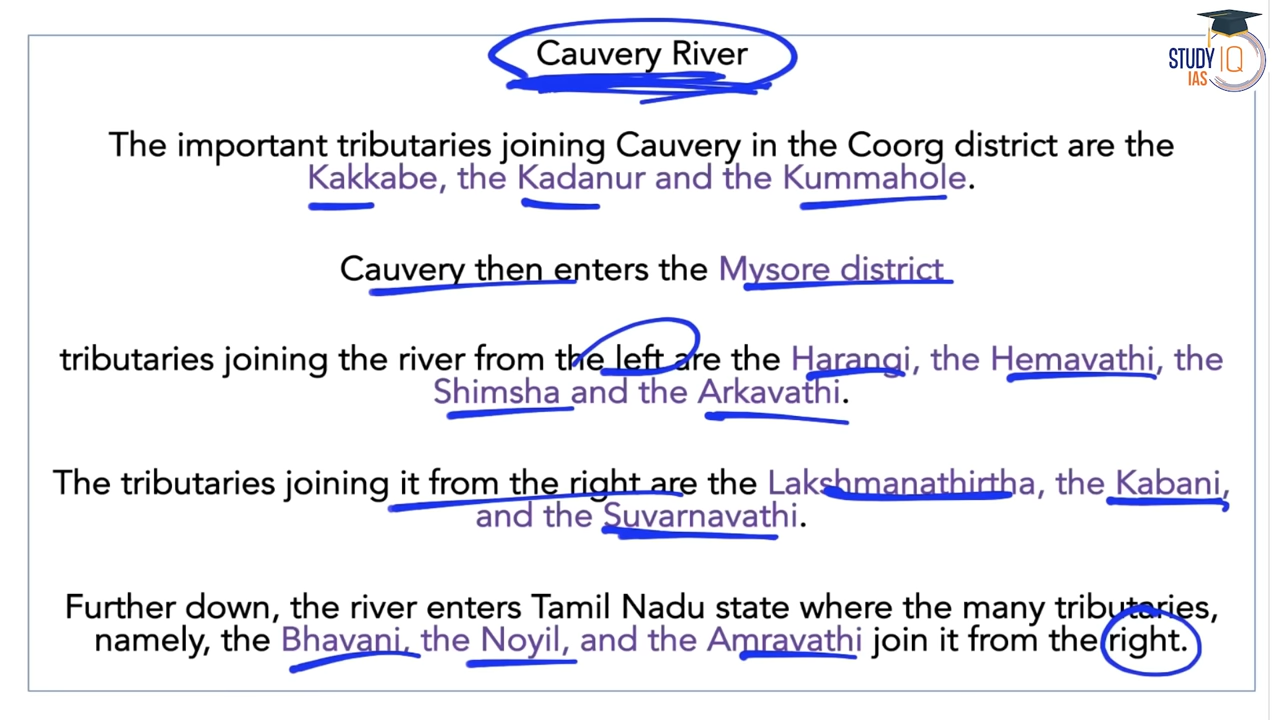 Cauvery River
STUDY IQ
IAS
The important tributaries joining Cauvery in the Coorg district are the
Kakkabe, the Kadanur and the Kummahole.
Cauvery then enters the Mysore district
tributaries joining the river from the left are the Harangi, the Hemavathi, the
Shimsha and the Arkavathi.
The tributaries joining it from the right are the Lakshmanathirtha, the Kabani,
and the Suvarnavathi.
Further down, the river enters Tamil Nadu state where the many tributaries,
namely, the Bhavani, the Noyil, and the Amravathi join it from the right.